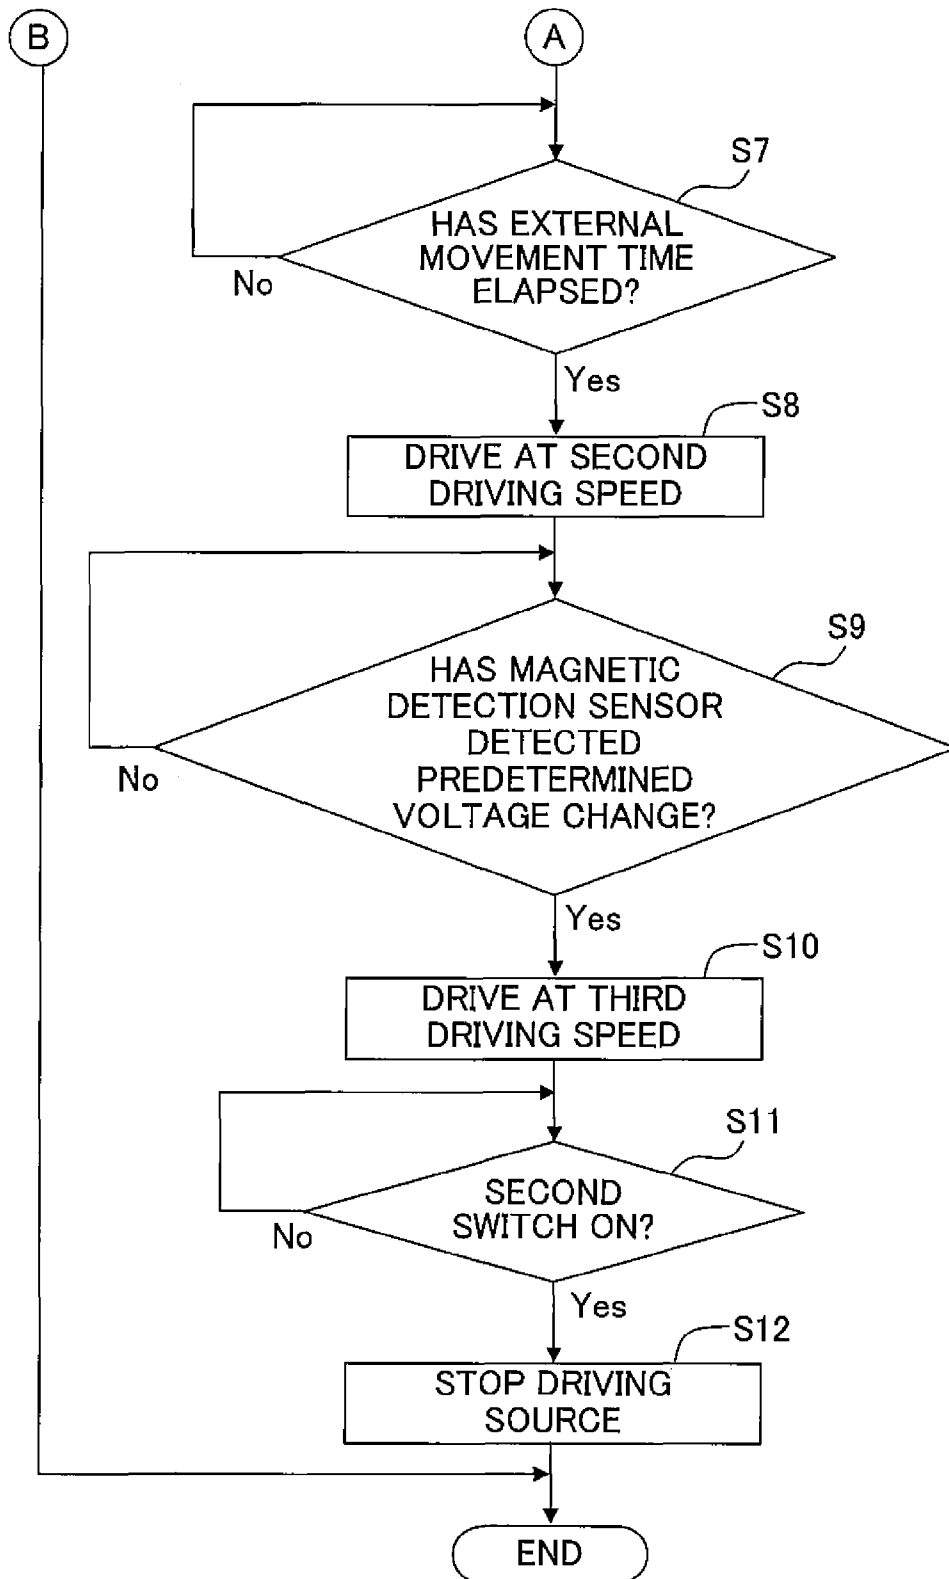 B
A
S7
HAS EXTERNAL
MOVEMENT TIME
ELAPSED?
No
Yes
S8
DRIVE AT SECOND
DRIVING SPEED
S9
HAS MAGNETIC
DETECTION SENSOR
DETECTED
PREDETERMINED
VOLTAGE CHANGE?
No
Yes
S10
DRIVE AT THIRD
DRIVING SPEED
S11
SECOND
SWITCH ON?
No
Yes
S12
STOP DRIVING
SOURCE
END